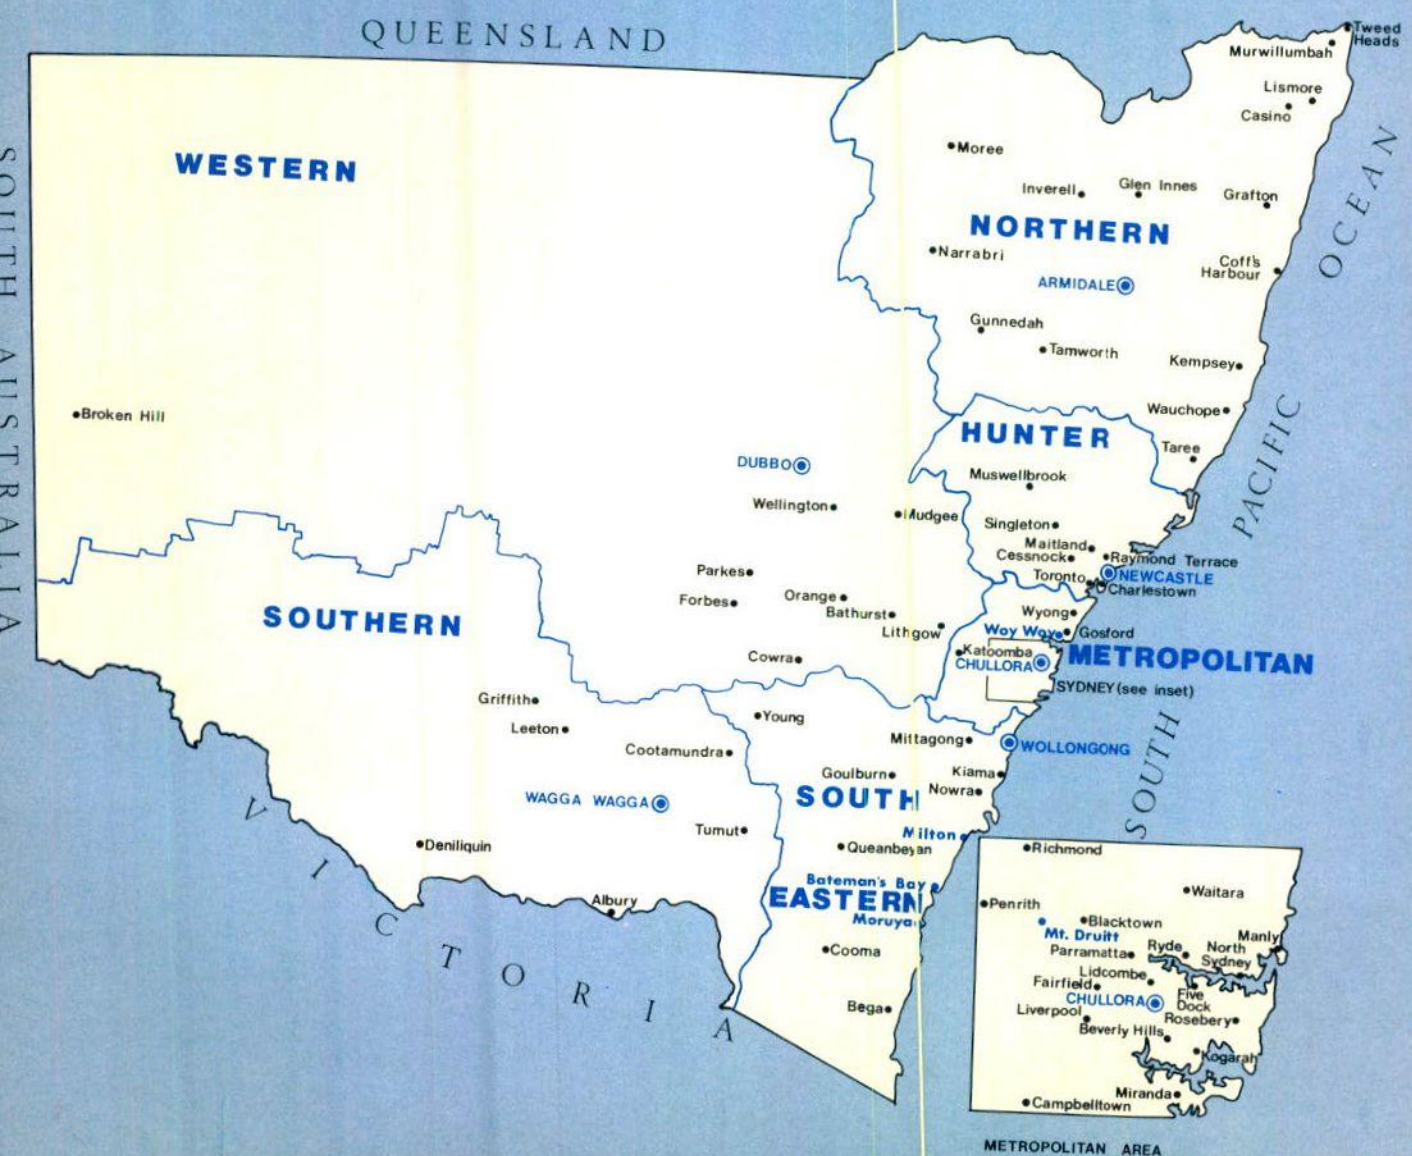 QUEENSLAND
SOUTH AUSTRALIA
VICTORIA
SOUTH PACIFIC OCEAN
WESTERN
Broken Hill
DUBBO
Wellington
Mudgee
Parkes
Forbes
Orange
Bathurst
Lithgow
Cowra
NORTHERN
Tweed
Heads
Murwillumbah
Lismore
Casino
Moree
Inverell
Glen Innes
Grafton
Narrabri
Coff's
Harbour
ARMIDALE
Gunnedah
Tamworth
Kempsey
Wauchope
Taree
HUNTER
Muswellbrook
Singleton
Maitland
Cessnock
Raymond Terrace
Toronto
NEWCASTLE
Charlestown
Wyong
Woy Woy
Gosford
Katoomba
CHULLORA
METROPOLITAN
SYDNEY (see inset)
SOUTHERN
Griffith
Leeton
Cootamundra
WAGGA WAGGA
Tumut
Deniliquin
Albury
Young
Mittagong
WOLLONGONG
Goulburn
Kiama
Nowra
SOUTH
Milton
Queanbeyan
Bateman's Bay
EASTERN
Moruya
Cooma
Bega
Richmond
Waitara
Penrith
Blacktown
Mt. Druitt
Manly
Parramatta
Ryde
North
Sydney
Lidcombe
Fairfield
CHULLORA
Five
Dock
Liverpool
Rosebery
Beverly Hills
Kogarah
Miranda
Campbelltown
METROPOLITAN AREA